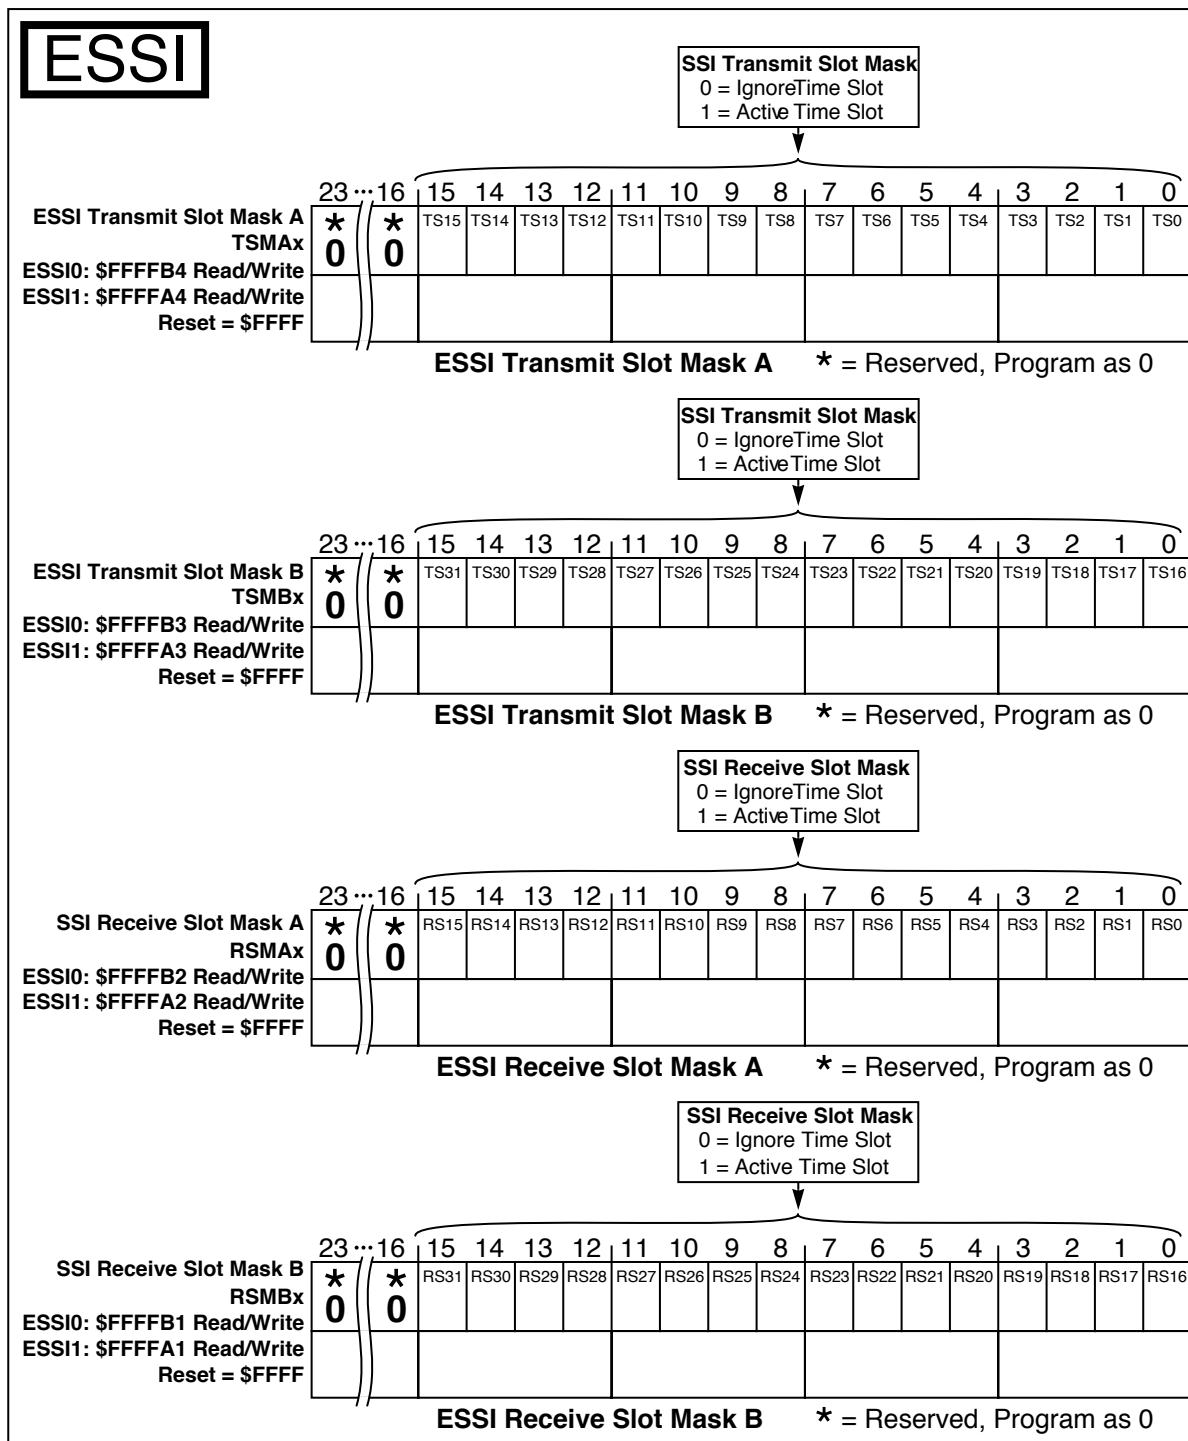 ESSI
SSI Transmit Slot Mask
0 = IgnoreTime Slot
1 = Active Time Slot
23 ... 16 15 14 13 12 11 10 9 8 7 6 5 4 3 2 1 0
ESSI Transmit Slot Mask A
TSMAx
ESSI0: $FFFFB4 Read/Write
ESSI1: $FFFFA4 Read/Write
Reset = $FFFF
* * TS15 TS14 TS13 TS12 TS11 TS10 TS9 TS8 TS7 TS6 TS5 TS4 TS3 TS2 TS1 TS0
0 0
ESSI Transmit Slot Mask A * = Reserved, Program as 0
SSI Transmit Slot Mask
0 = IgnoreTime Slot
1 = ActiveTime Slot
23 ... 16 15 14 13 12 11 10 9 8 7 6 5 4 3 2 1 0
ESSI Transmit Slot Mask B
TSMBx
ESSI0: $FFFFB3 Read/Write
ESSI1: $FFFFA3 Read/Write
Reset = $FFFF
* * TS31 TS30 TS29 TS28 TS27 TS26 TS25 TS24 TS23 TS22 TS21 TS20 TS19 TS18 TS17 TS16
0 0
ESSI Transmit Slot Mask B * = Reserved, Program as 0
SSI Receive Slot Mask
0 = IgnoreTime Slot
1 = ActiveTime Slot
23 ... 16 15 14 13 12 11 10 9 8 7 6 5 4 3 2 1 0
SSI Receive Slot Mask A
RSMAx
ESSI0: $FFFFB2 Read/Write
ESSI1: $FFFFA2 Read/Write
Reset = $FFFF
* * RS15 RS14 RS13 RS12 RS11 RS10 RS9 RS8 RS7 RS6 RS5 RS4 RS3 RS2 RS1 RS0
0 0
ESSI Receive Slot Mask A * = Reserved, Program as 0
SSI Receive Slot Mask
0 = Ignore Time Slot
1 = Active Time Slot
23 ... 16 15 14 13 12 11 10 9 8 7 6 5 4 3 2 1 0
SSI Receive Slot Mask B
RSMBx
ESSI0: $FFFFB1 Read/Write
ESSI1: $FFFFA1 Read/Write
Reset = $FFFF
* * RS31 RS30 RS29 RS28 RS27 RS26 RS25 RS24 RS23 RS22 RS21 RS20 RS19 RS18 RS17 RS16
0 0
ESSI Receive Slot Mask B * = Reserved, Program as 0